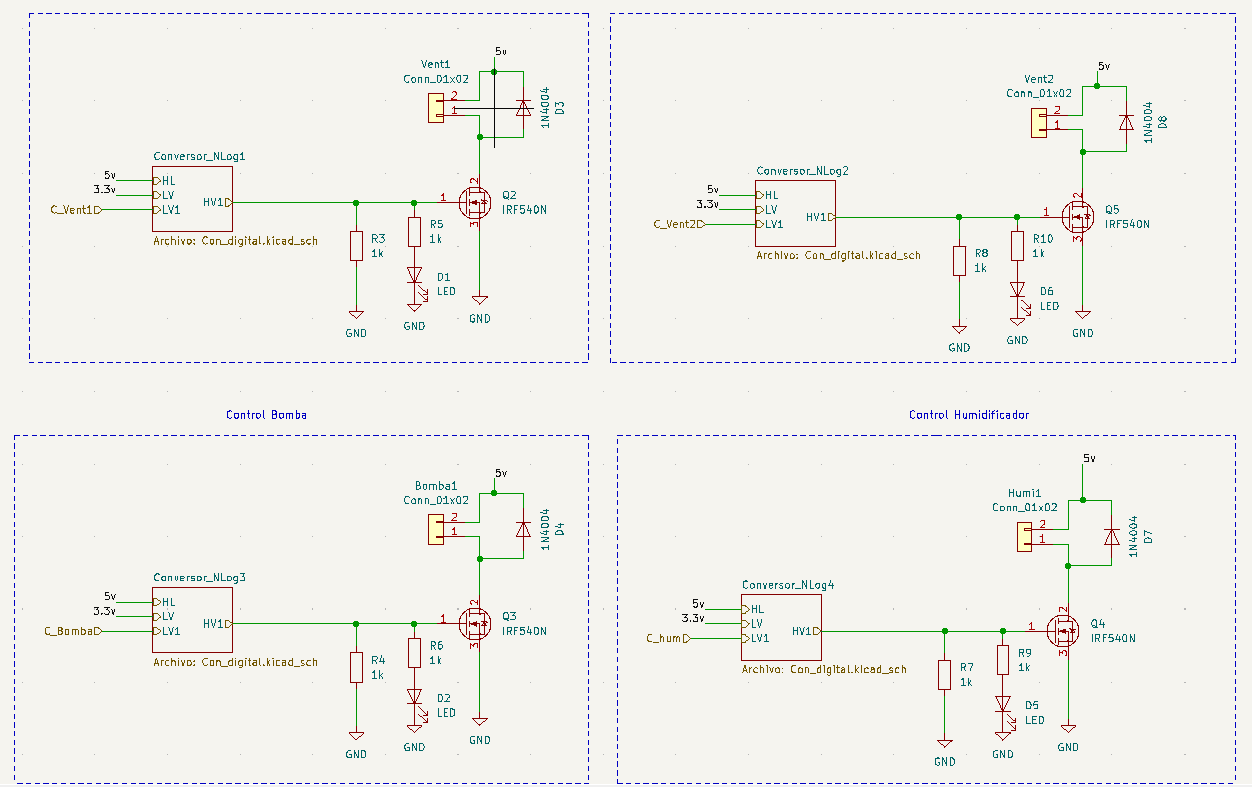 5v
Vent1
Conn_01x02
2
1
1N4004
D3
Conversor_NLog1
5v
3.3v
C_Vent1
HL
LV
LV1
HV1
Archivo: Con_digital.kicad_sch
R3
1k
R5
1k
D1
LED
1
2
3
Q2
IRF540N
GND
GND
GND
5v
Vent2
Conn_01x02
2
1
1N4004
D8
Conversor_NLog2
5v
3.3v
C_Vent2
HL
LV
LV1
HV1
Archivo: Con_digital.kicad_sch
R8
1k
R10
1k
D6
LED
1
2
3
Q5
IRF540N
GND
GND
GND
Control Bomba
5v
Bomba1
Conn_01x02
2
1
1N4004
D4
Conversor_NLog3
5v
3.3v
C_Bomba
HL
LV
LV1
HV1
Archivo: Con_digital.kicad_sch
R4
1k
R6
1k
D2
LED
1
2
3
Q3
IRF540N
GND
GND
GND
Control Humidificador
5v
Humi1
Conn_01x02
2
1
1N4004
D7
Conversor_NLog4
5v
3.3v
C_hum
HL
LV
LV1
HV1
Archivo: Con_digital.kicad_sch
R7
1k
R9
1k
D5
LED
1
2
3
Q4
IRF540N
GND
GND
GND